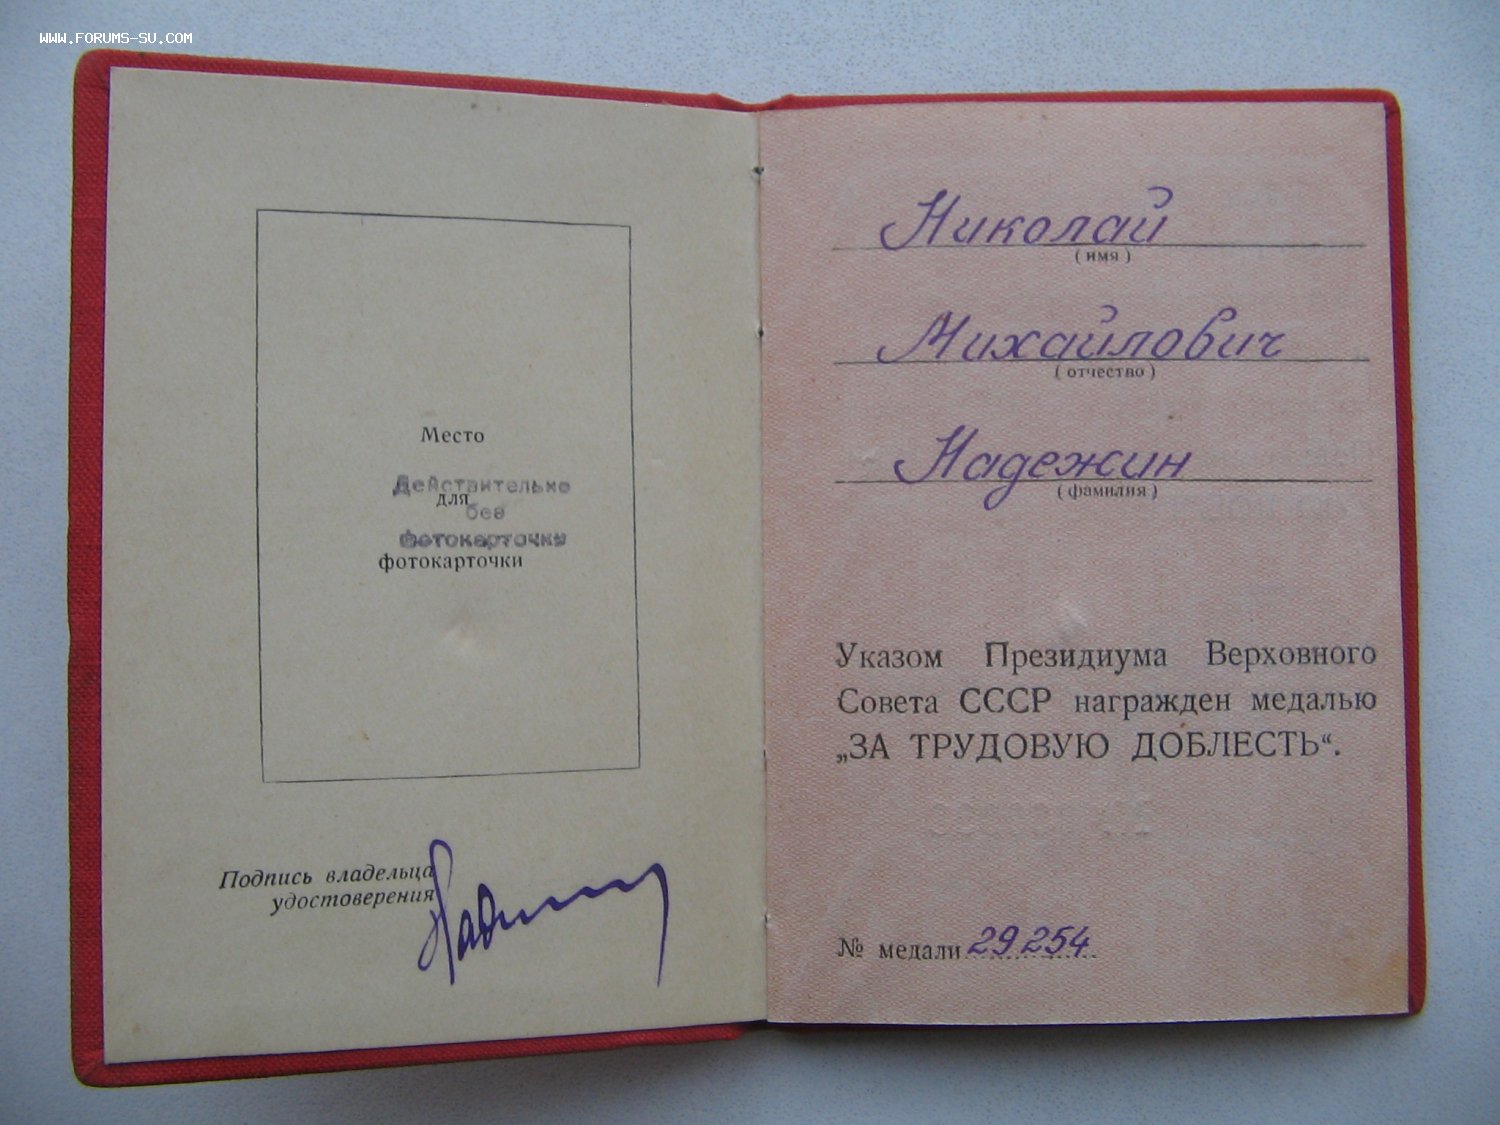 WWW.FORUMS-SU.COM
Место
Действительно
для
без
фотокарточки
фотокарточки
Подпись владельца
удостоверения
Николай
( имя )
Михайлович
( отчество )
Надежин
( фамилия )
Указом Президиума Верховного
Совета СССР награжден медалью
„ЗА ТРУДОВУЮ ДОБЛЕСТЬ“.
№ медали 29254